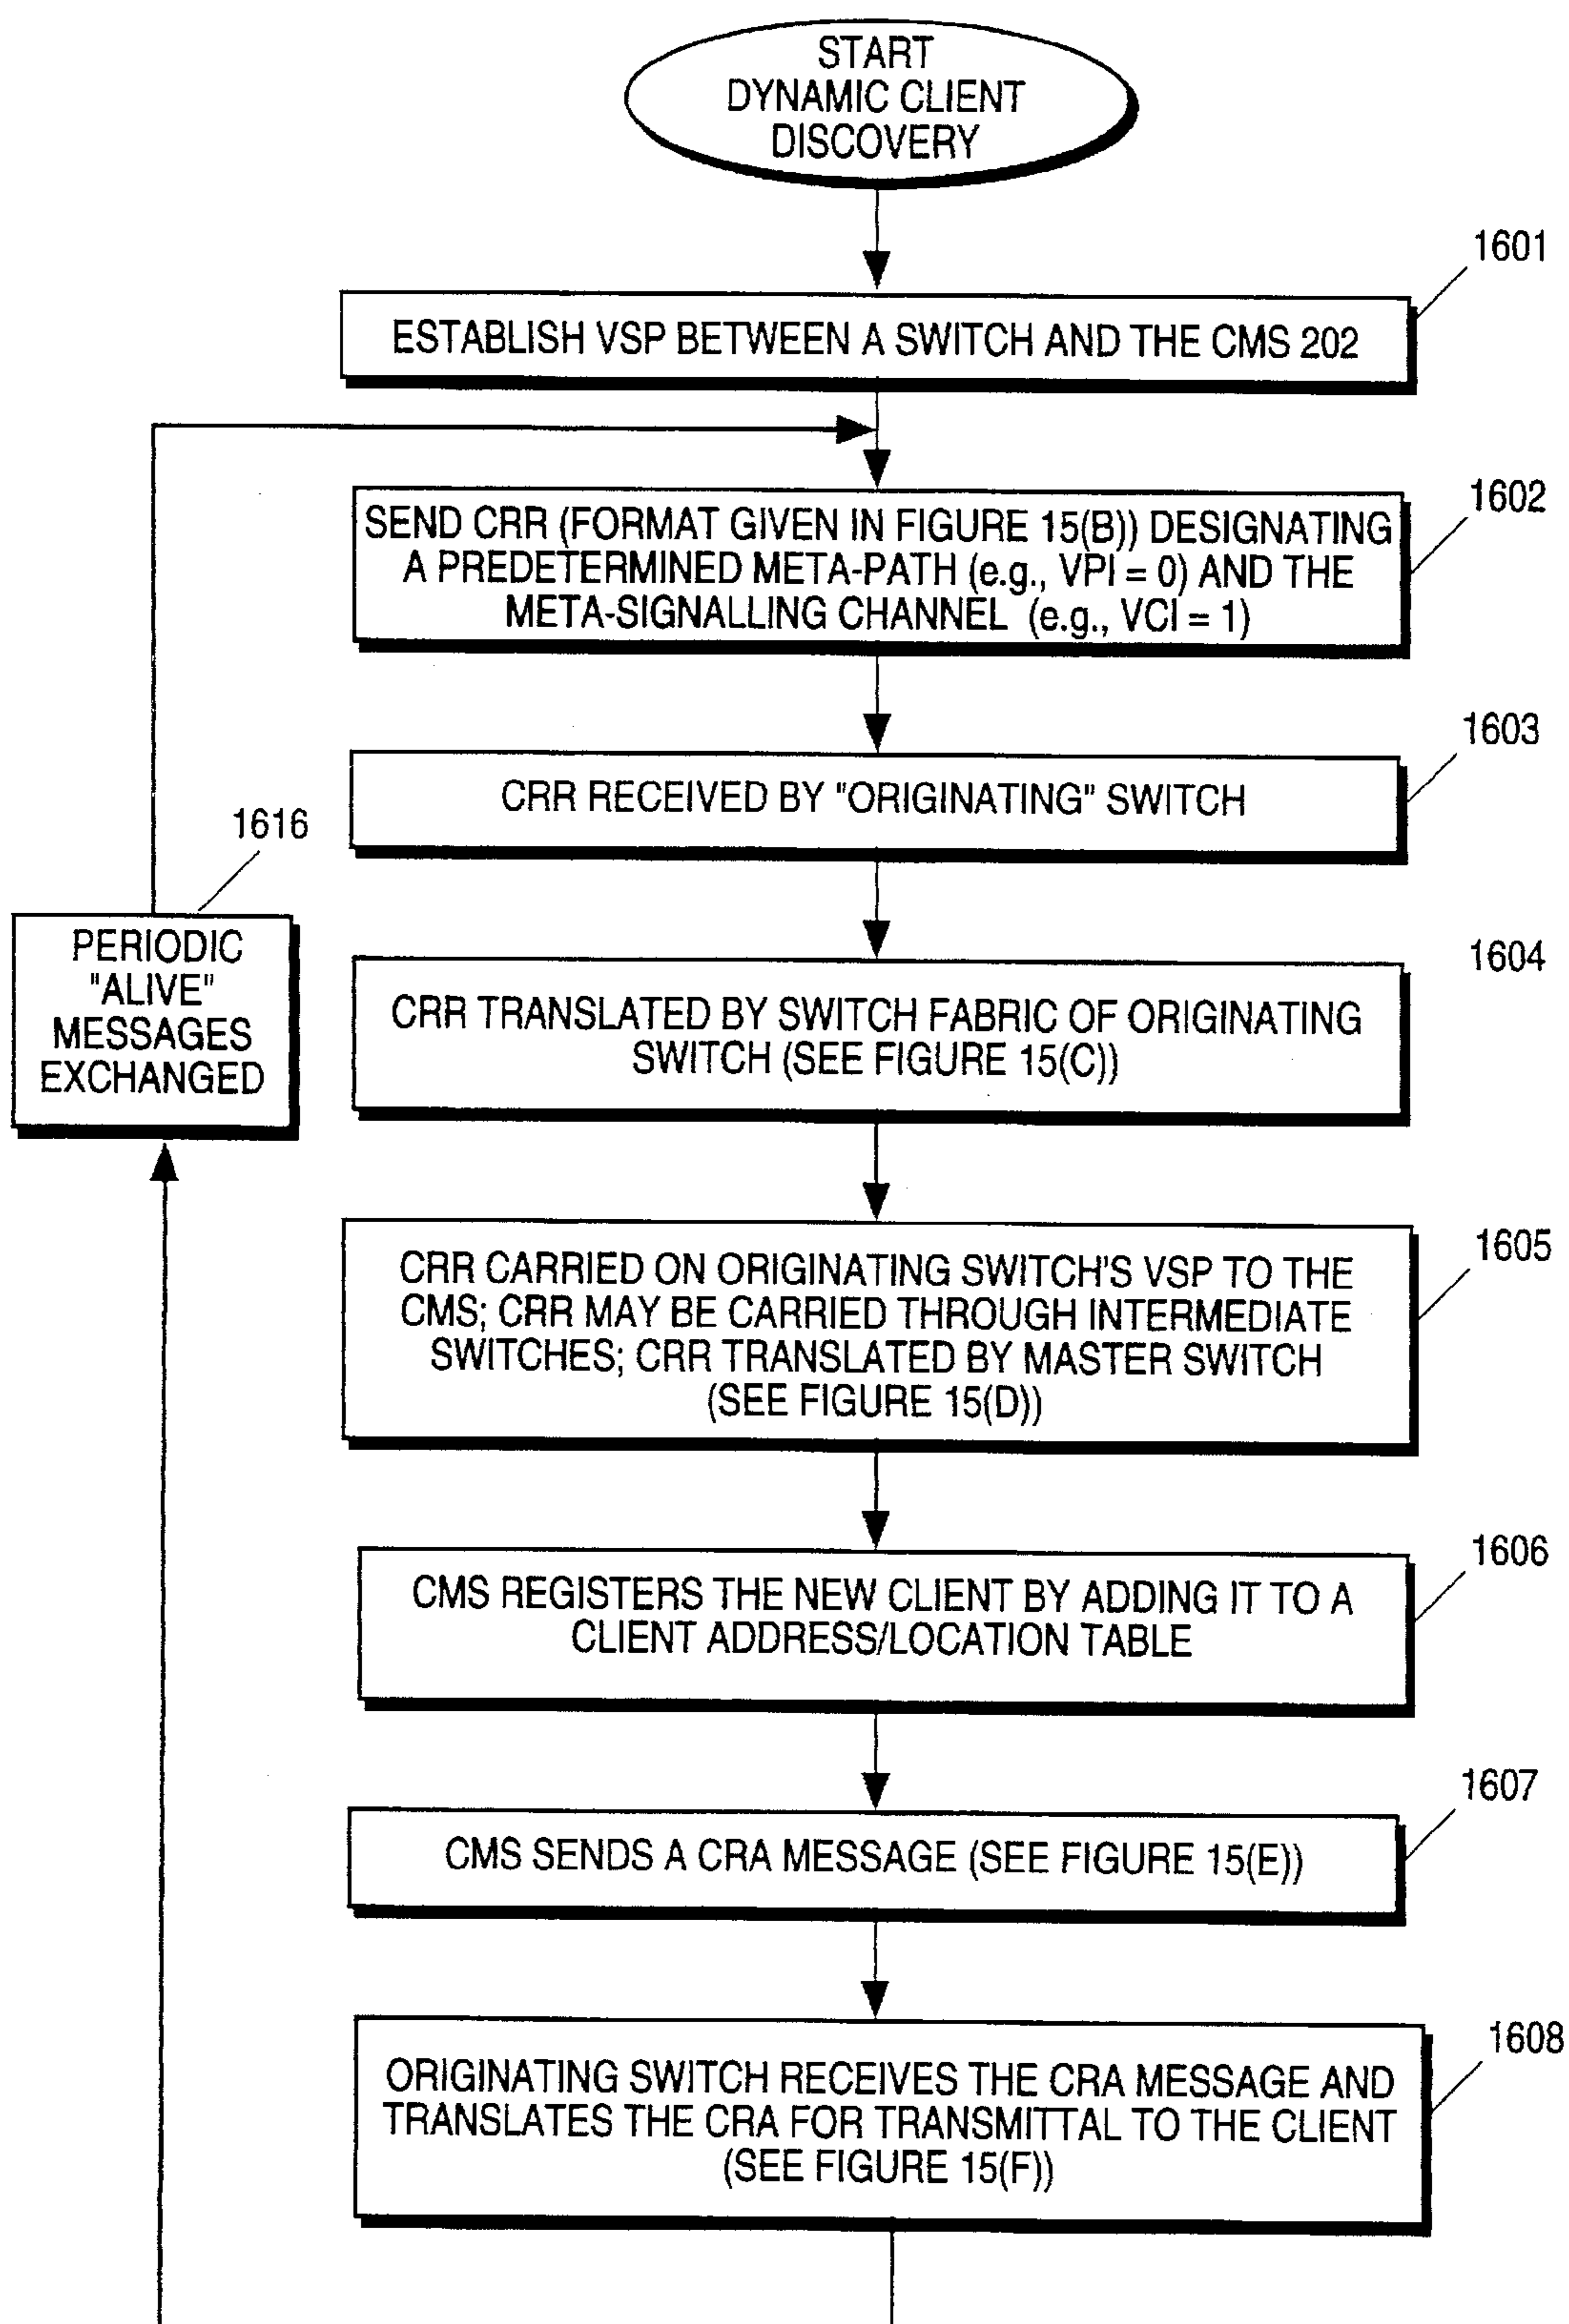 START
DYNAMIC CLIENT
DISCOVERY
1601
ESTABLISH VSP BETWEEN A SWITCH AND THE CMS 202
1602
SEND CRR (FORMAT GIVEN IN FIGURE 15(B)) DESIGNATING
A PREDETERMINED META-PATH (e.g., VPI = 0) AND THE
META-SIGNALLING CHANNEL (e.g., VCI = 1)
1603
CRR RECEIVED BY "ORIGINATING" SWITCH
1616
PERIODIC
"ALIVE"
MESSAGES
EXCHANGED
1604
CRR TRANSLATED BY SWITCH FABRIC OF ORIGINATING
SWITCH (SEE FIGURE 15(C))
1605
CRR CARRIED ON ORIGINATING SWITCH'S VSP TO THE
CMS; CRR MAY BE CARRIED THROUGH INTERMEDIATE
SWITCHES; CRR TRANSLATED BY MASTER SWITCH
(SEE FIGURE 15(D))
1606
CMS REGISTERS THE NEW CLIENT BY ADDING IT TO A
CLIENT ADDRESS/LOCATION TABLE
1607
CMS SENDS A CRA MESSAGE (SEE FIGURE 15(E))
1608
ORIGINATING SWITCH RECEIVES THE CRA MESSAGE AND
TRANSLATES THE CRA FOR TRANSMITTAL TO THE CLIENT
(SEE FIGURE 15(F))